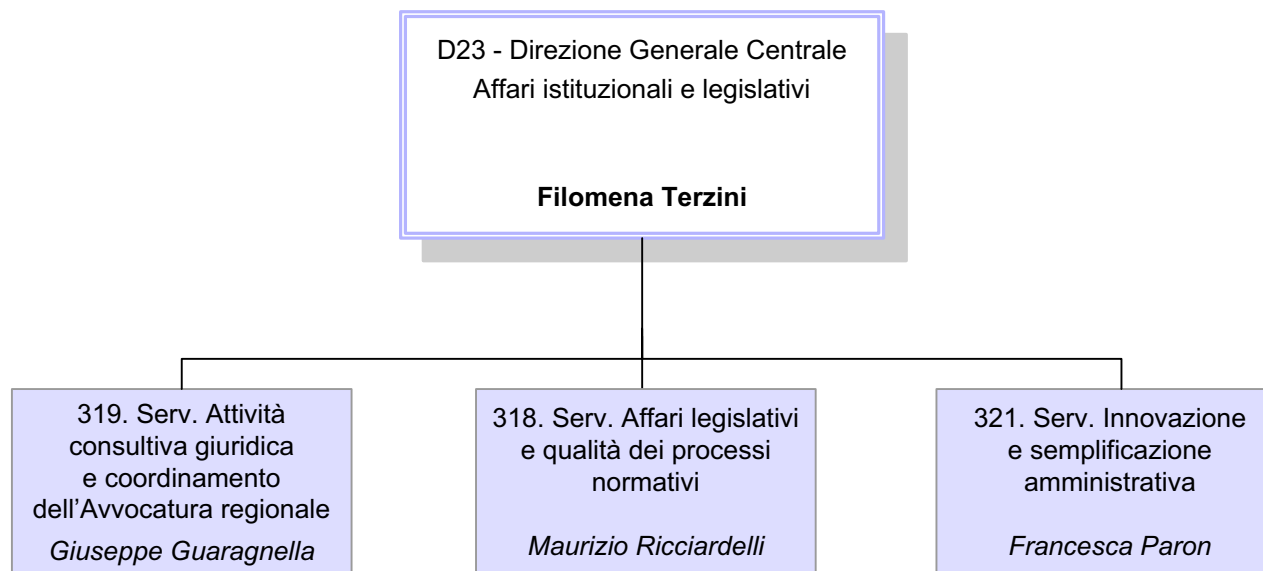 D23 - Direzione Generale Centrale
Affari istituzionali e legislativi
Filomena Terzini
319. Serv. Attività
consultiva giuridica
e coordinamento
dell’Avvocatura regionale
Giuseppe Guaragnella
318. Serv. Affari legislativi
e qualità dei processi
normativi
Maurizio Ricciardelli
321. Serv. Innovazione
e semplificazione
amministrativa
Francesca Paron